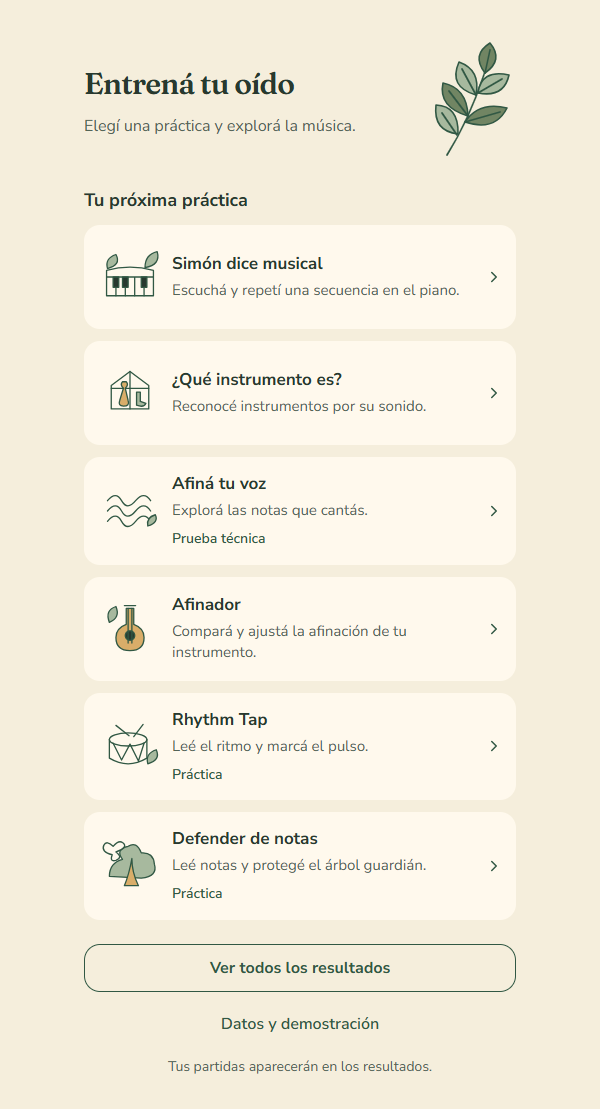 Entrená tu oído
Elegí una práctica y explorá la música.
Tu próxima práctica
Simón dice musical
Escuchá y repetí una secuencia en el piano.
¿Qué instrumento es?
Reconocé instrumentos por su sonido.
Afiná tu voz
Explorá las notas que cantás.
Prueba técnica
Afinador
Compará y ajustá la afinación de tu
instrumento.
Rhythm Tap
Leé el ritmo y marcá el pulso.
Práctica
Defender de notas
Leé notas y protegé el árbol guardián.
Práctica
Ver todos los resultados
Datos y demostración
Tus partidas aparecerán en los resultados.